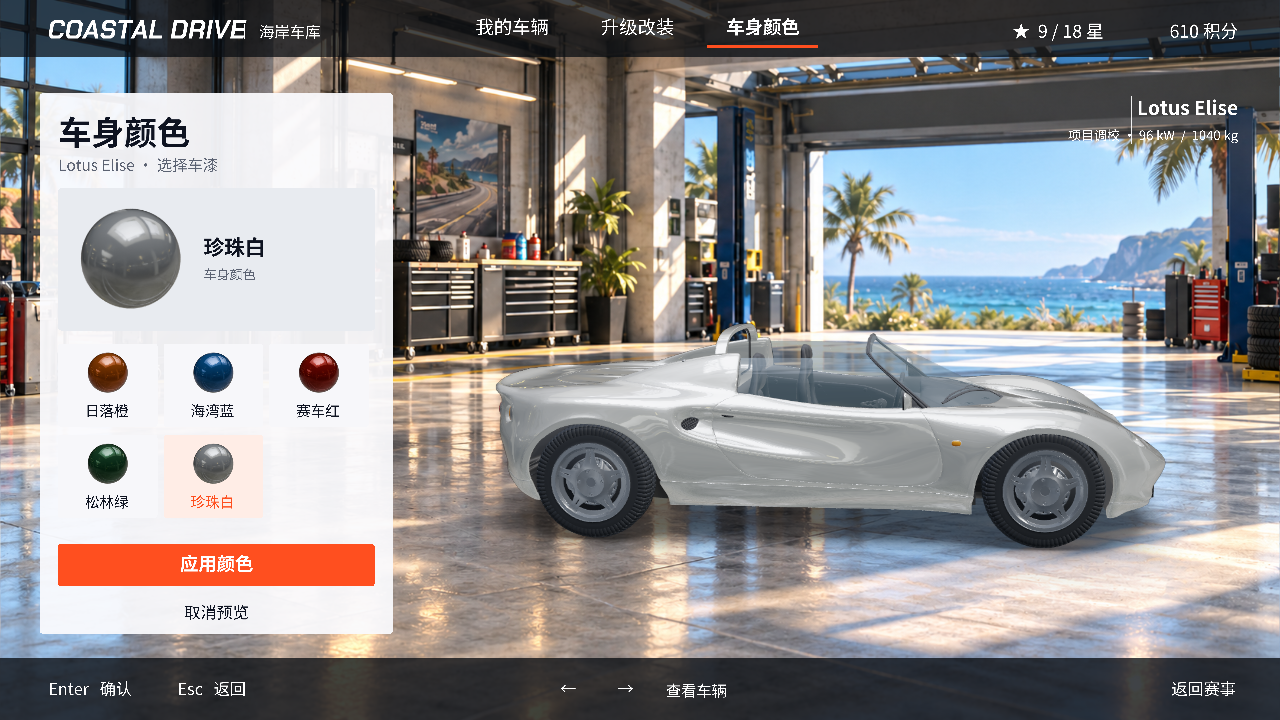 COASTAL DRIVE 海岸车库
我的车辆 升级改装 车身颜色
★ 9 / 18 星 610 积分
Lotus Elise
项目调校 · 96 kW / 1040 kg
车身颜色
Lotus Elise · 选择车漆
珍珠白
车身颜色
日落橙 海湾蓝 赛车红
松林绿 珍珠白
应用颜色
取消预览
Enter 确认 Esc 返回 ← → 查看车辆 返回赛事